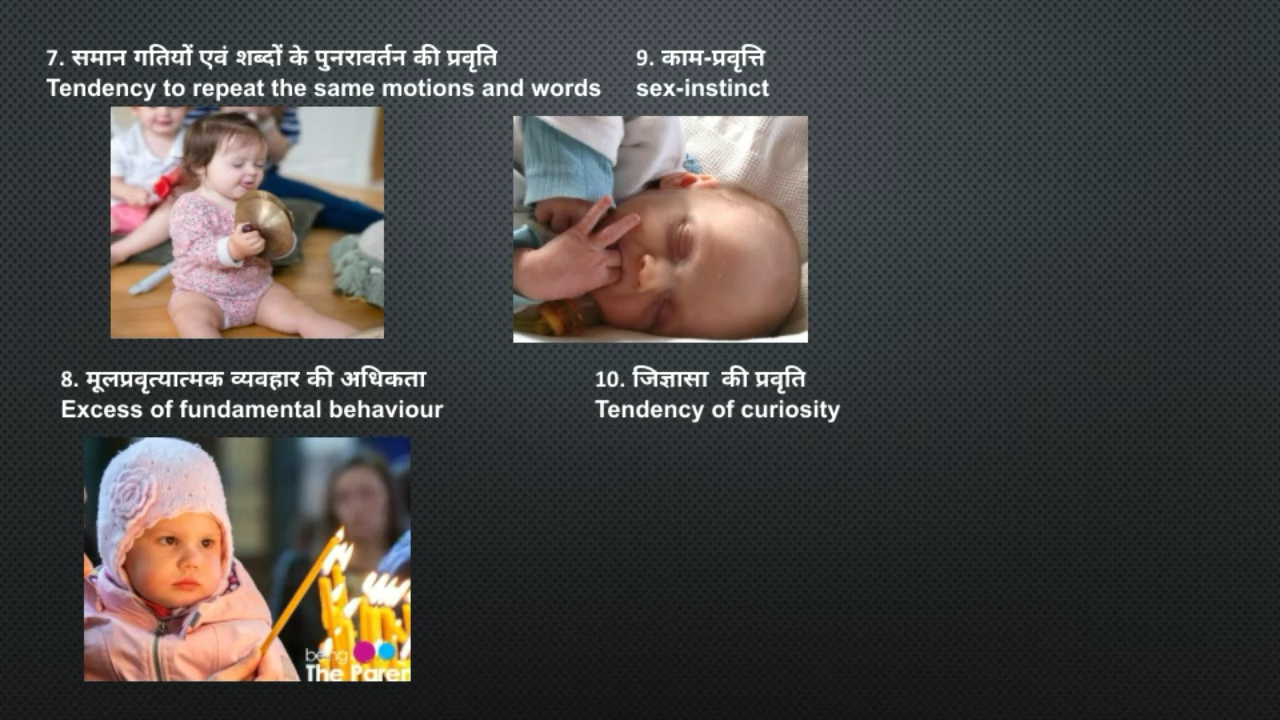 7. समान गतियों एवं शब्दों के पुनरावर्तन की प्रवृति
Tendency to repeat the same motions and words
9. काम-प्रवृत्ति
sex-instinct
8. मूलप्रवृत्यात्मक व्यवहार की अधिकता
Excess of fundamental behaviour
being
The Paren
10. जिज्ञासा की प्रवृति
Tendency of curiosity